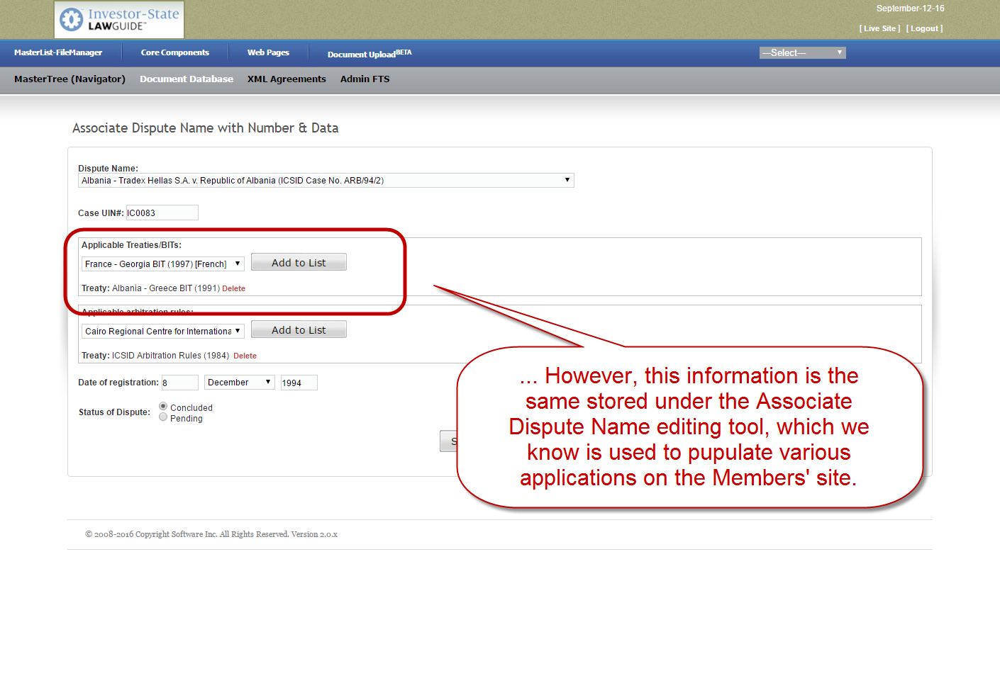 Investor-State
LAWGUIDE™
September-12-16
[ Live Site ] [ Logout ]
MasterList-FileManager Core Components Web Pages Document Upload BETA —Select—
MasterTree (Navigator) Document Database XML Agreements Admin FTS
Associate Dispute Name with Number & Data
Dispute Name:
Albania - Tradex Hellas S.A. v. Republic of Albania (ICSID Case No. ARB/94/2)
Case UIN#: IC0083
Applicable Treaties/BITs:
France - Georgia BIT (1997) [French] Add to List
Treaty: Albania - Greece BIT (1991) Delete
Applicable arbitration rules:
Cairo Regional Centre for Internationa Add to List
Treaty: ICSID Arbitration Rules (1984) Delete
Date of registration: 8 December 1994
Status of Dispute: Concluded
Pending
S
... However, this information is the
same stored under the Associate
Dispute Name editing tool, which we
know is used to pupulate various
applications on the Members' site.
© 2008-2016 Copyright Software Inc. All Rights Reserved. Version 2.0.x